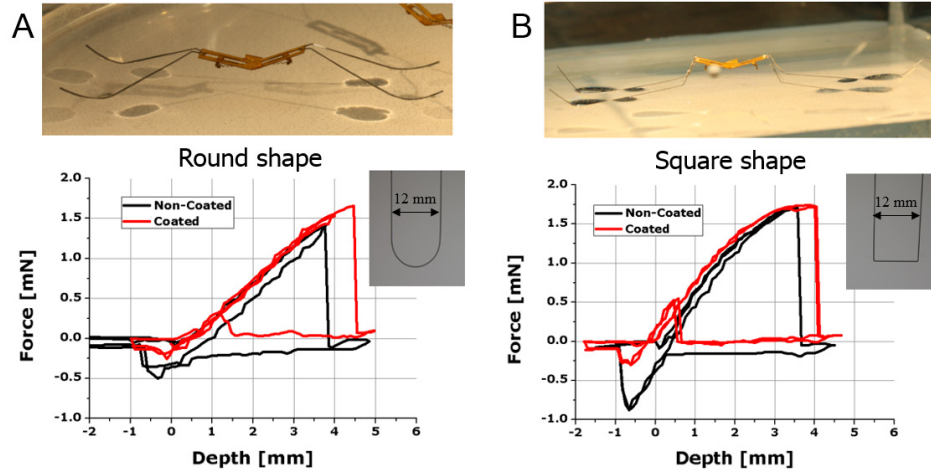 A
B
Round shape
Square shape
2.0
1.5
1.0
0.5
0.0
-0.5
-1.0
Force [mN]
Non-Coated
Coated
12 mm
-2 -1 0 1 2 3 4 5 6
Depth [mm]
2.0
1.5
1.0
0.5
0.0
-0.5
-1.0
Force [mN]
Non-Coated
Coated
12 mm
-2 -1 0 1 2 3 4 5 6
Depth [mm]